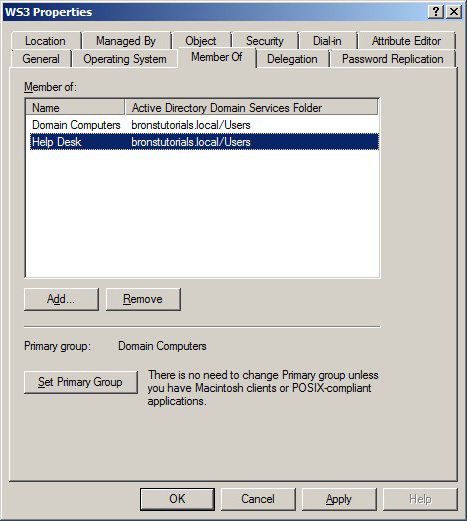 WS3 Properties
Location Managed By Object Security Dial-in Attribute Editor
General Operating System Member Of Delegation Password Replication
Member of:
Name Active Directory Domain Services Folder
Domain Computers bronstutorials.local/Users
Help Desk bronstutorials.local/Users
Add... Remove
Primary group: Domain Computers
Set Primary Group
There is no need to change Primary group unless
you have Macintosh clients or POSIX-compliant
applications.
OK Cancel Apply Help